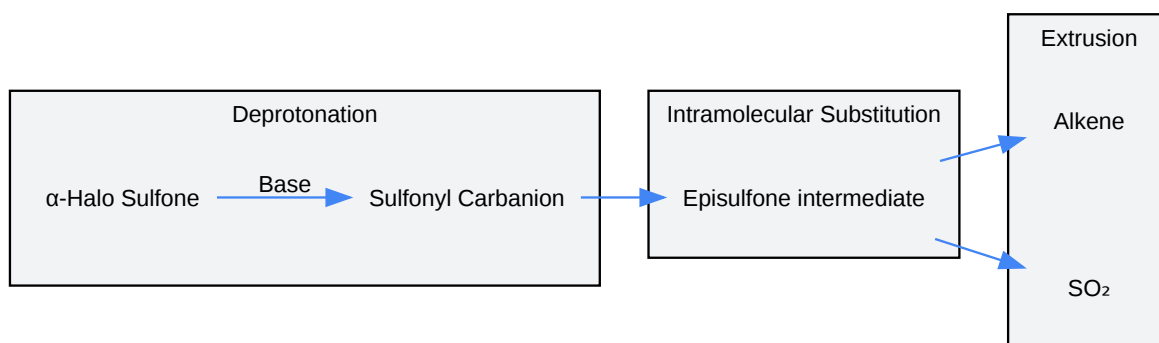 Deprotonation
α-Halo Sulfone
Base
Sulfonyl Carbanion
Intramolecular Substitution
Episulfone intermediate
Extrusion
Alkene
SO₂